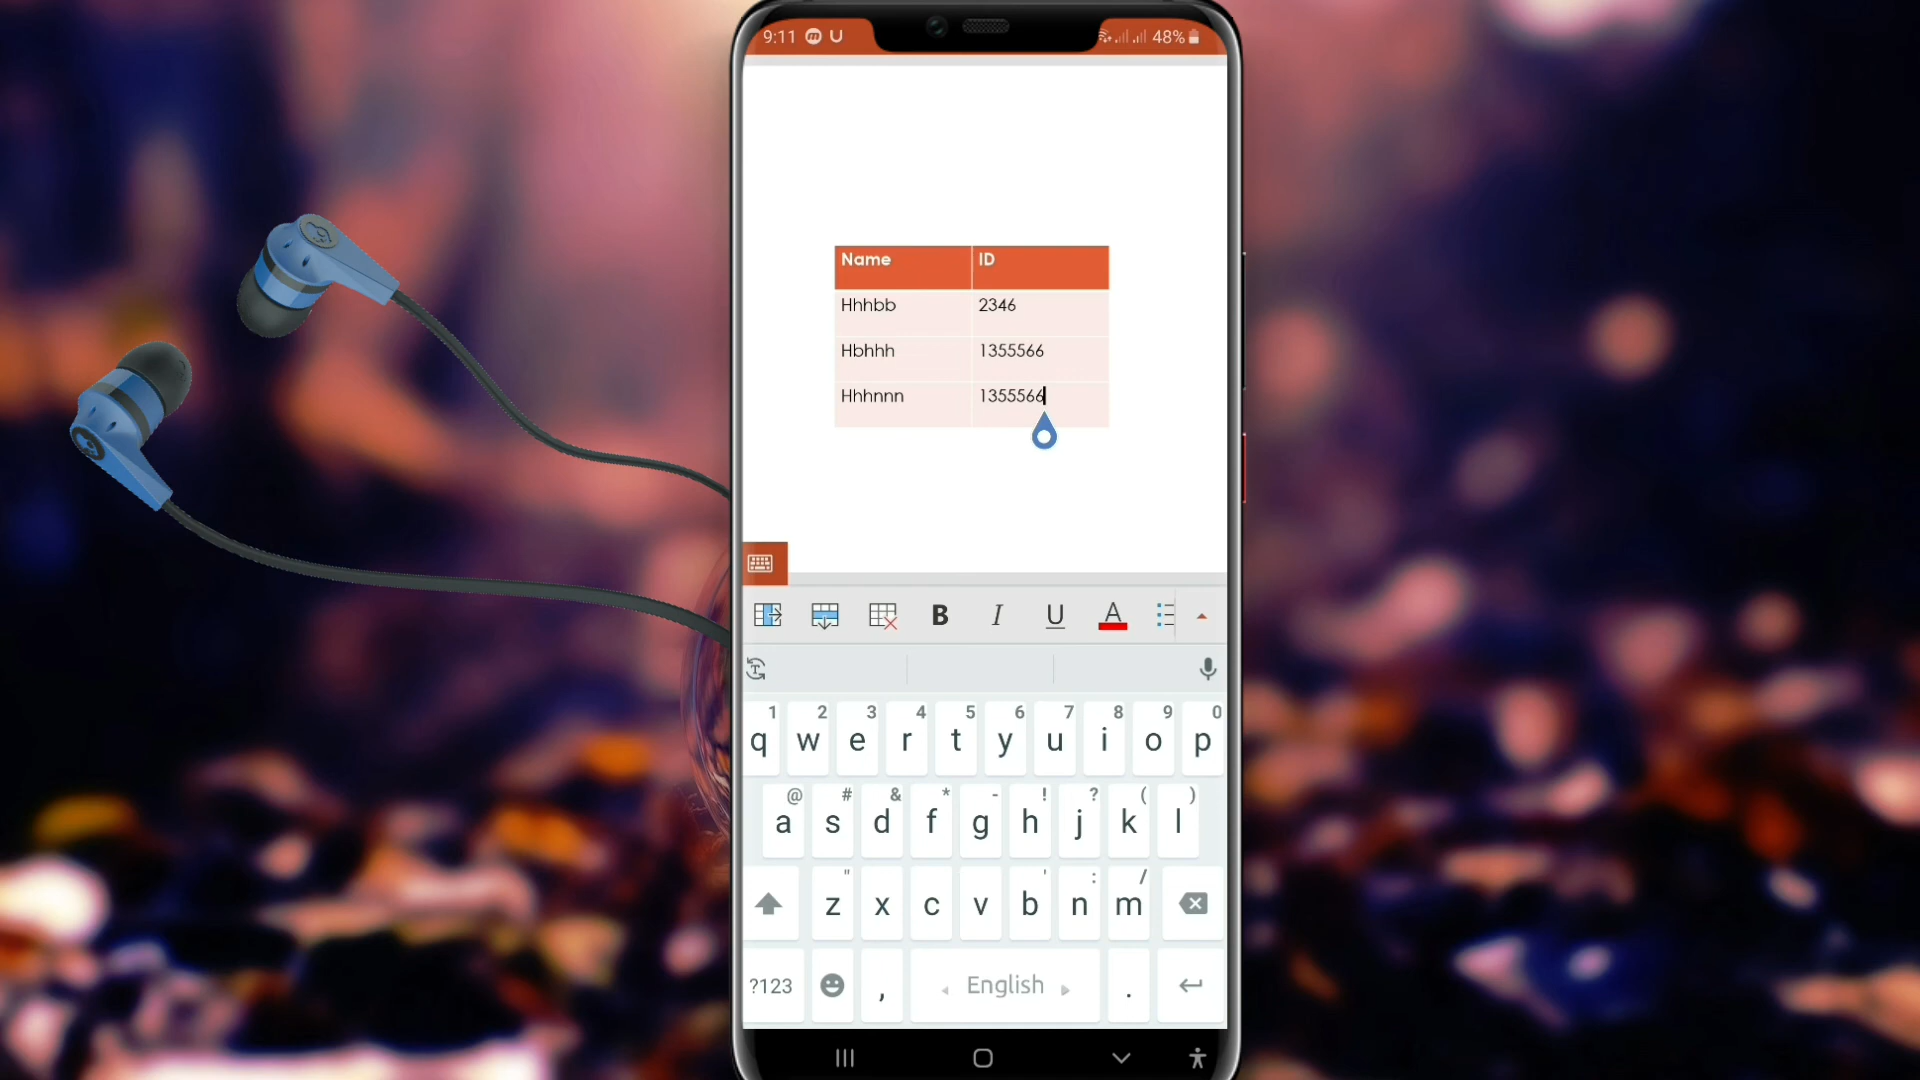 9:11 U 48%
Name ID
Hhhbb 2346
Hbhhh 1355566
Hhhnnn 1355566
B I U A
1 2 3 4 5 6 7 8 9 0
q w e r t y u i o p
@ # & * - ! ? ( )
a s d f g h j k l
" ' : /
z x c v b n m
?123 , English .